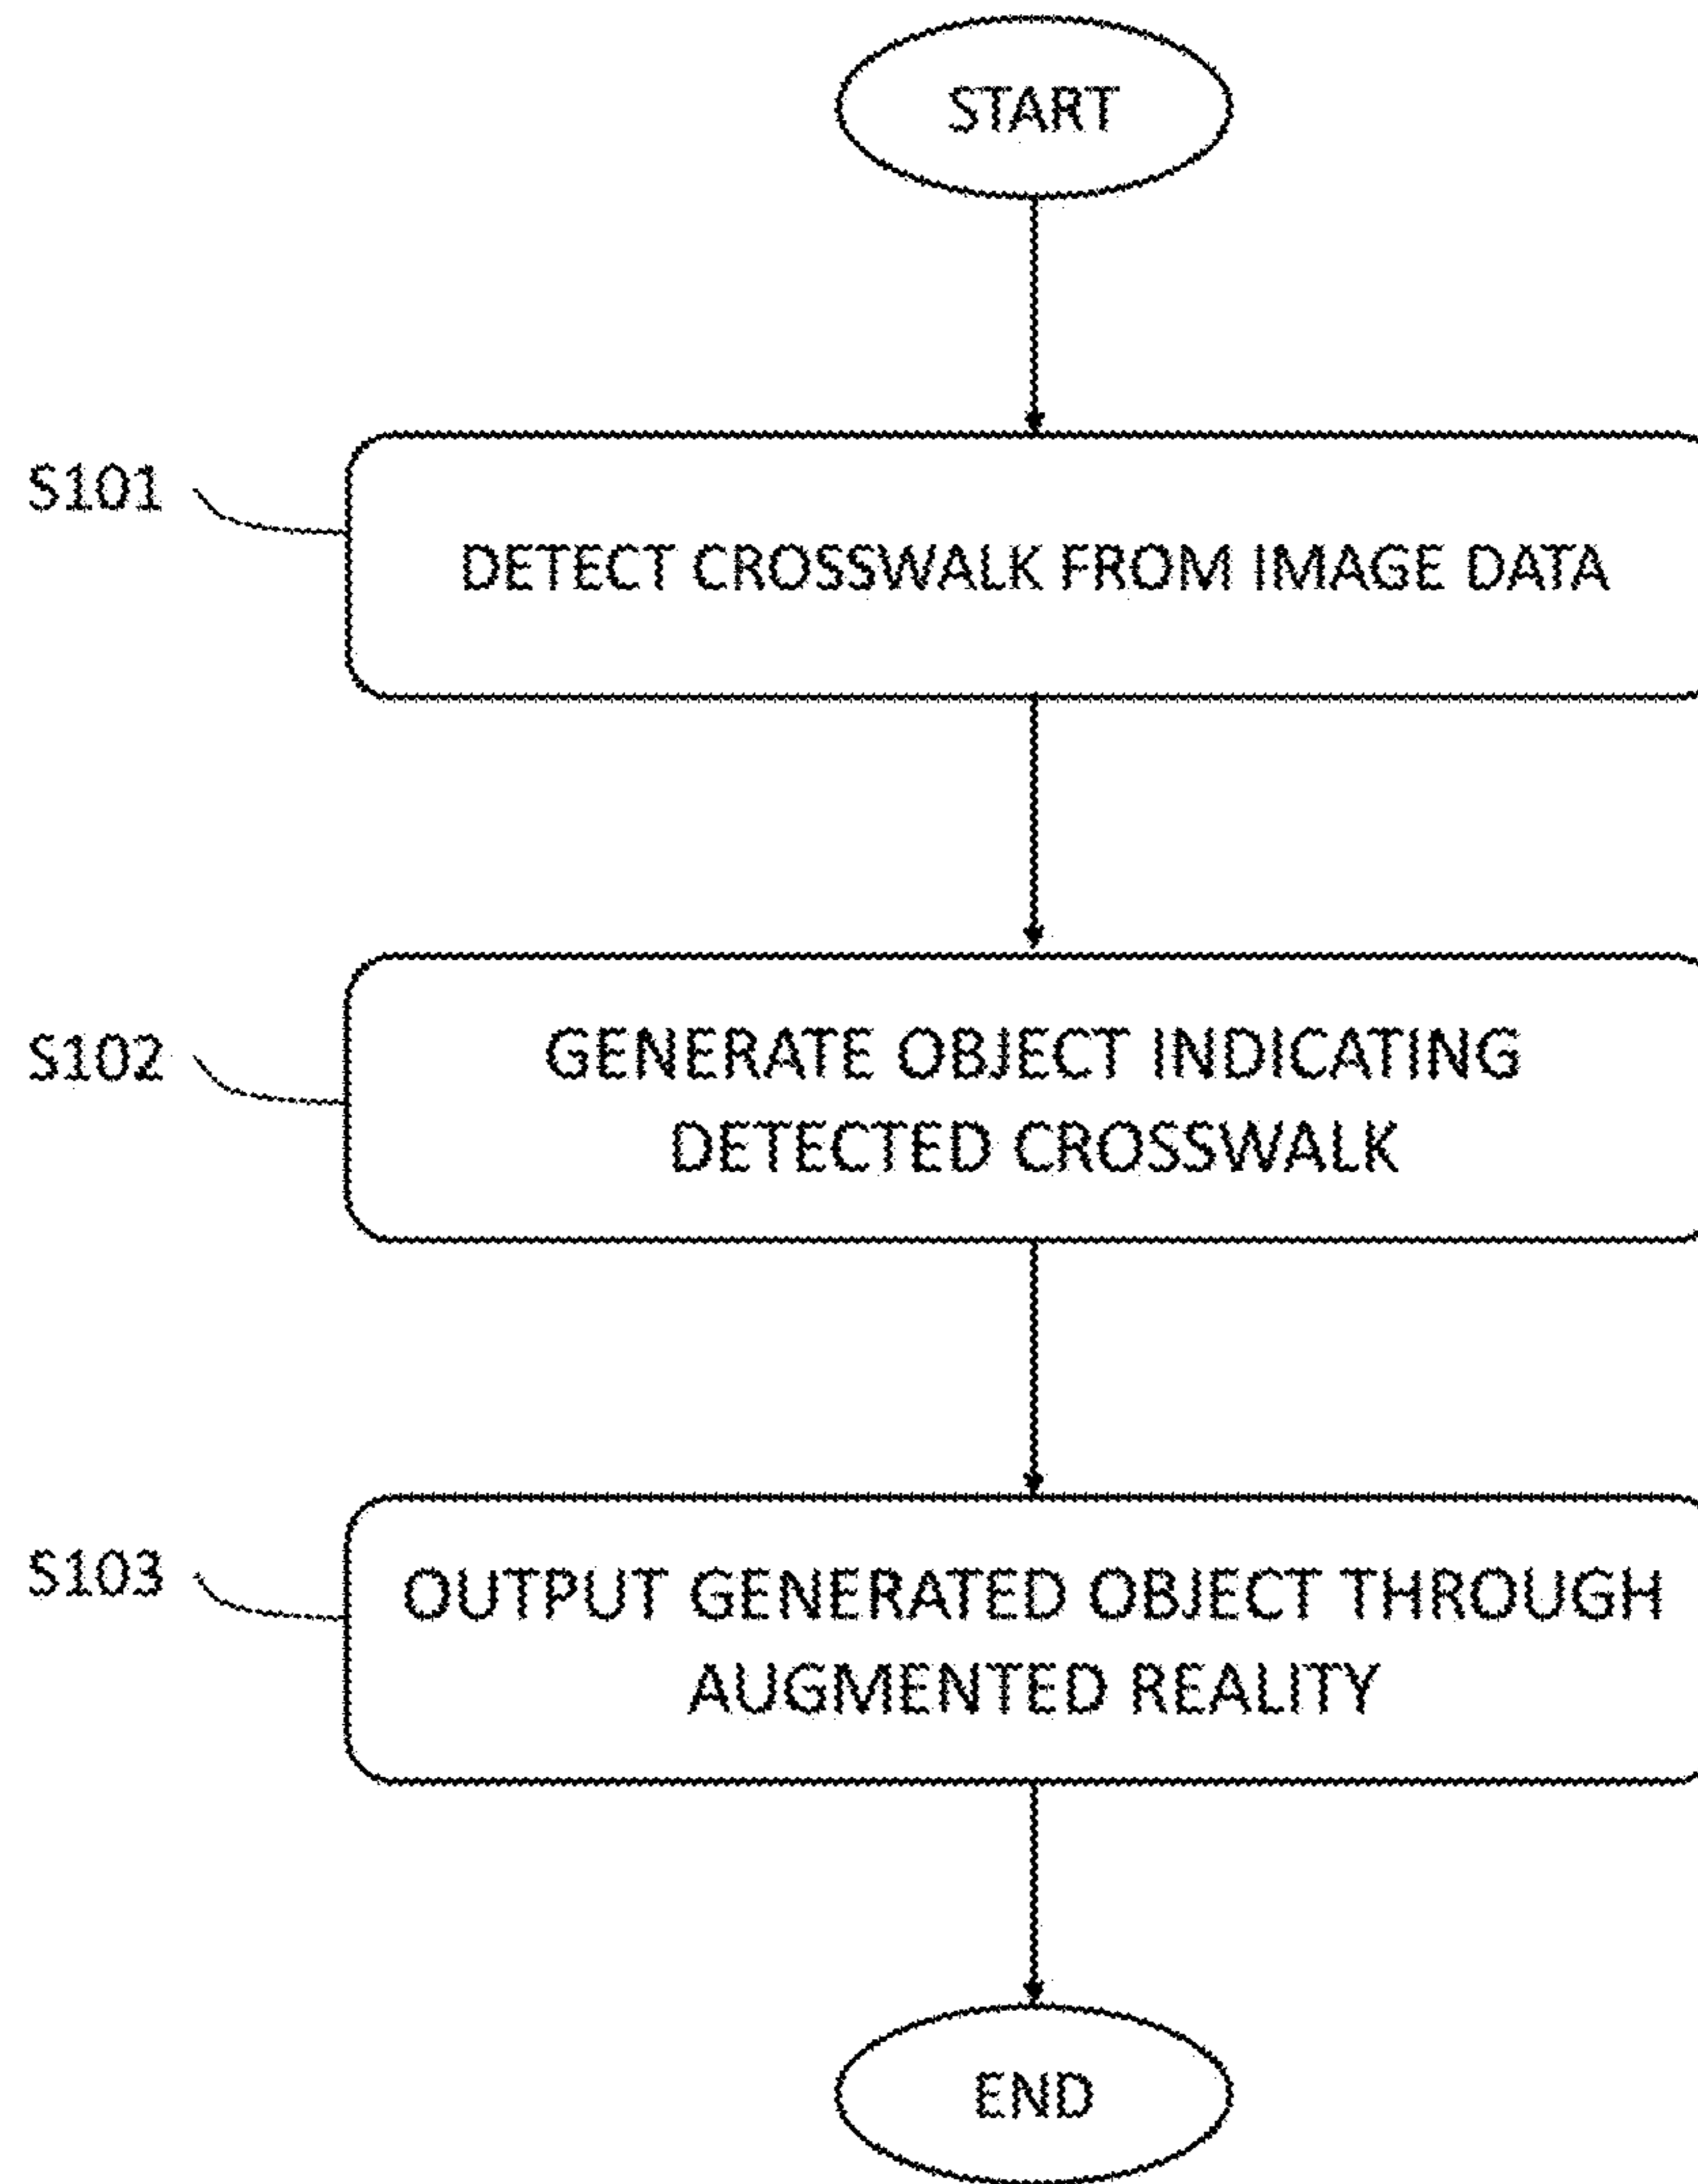 START
S101
DETECT CROSSWALK FROM IMAGE DATA
S102
GENERATE OBJECT INDICATING
DETECTED CROSSWALK
S103
OUTPUT GENERATED OBJECT THROUGH
AUGMENTED REALITY
END